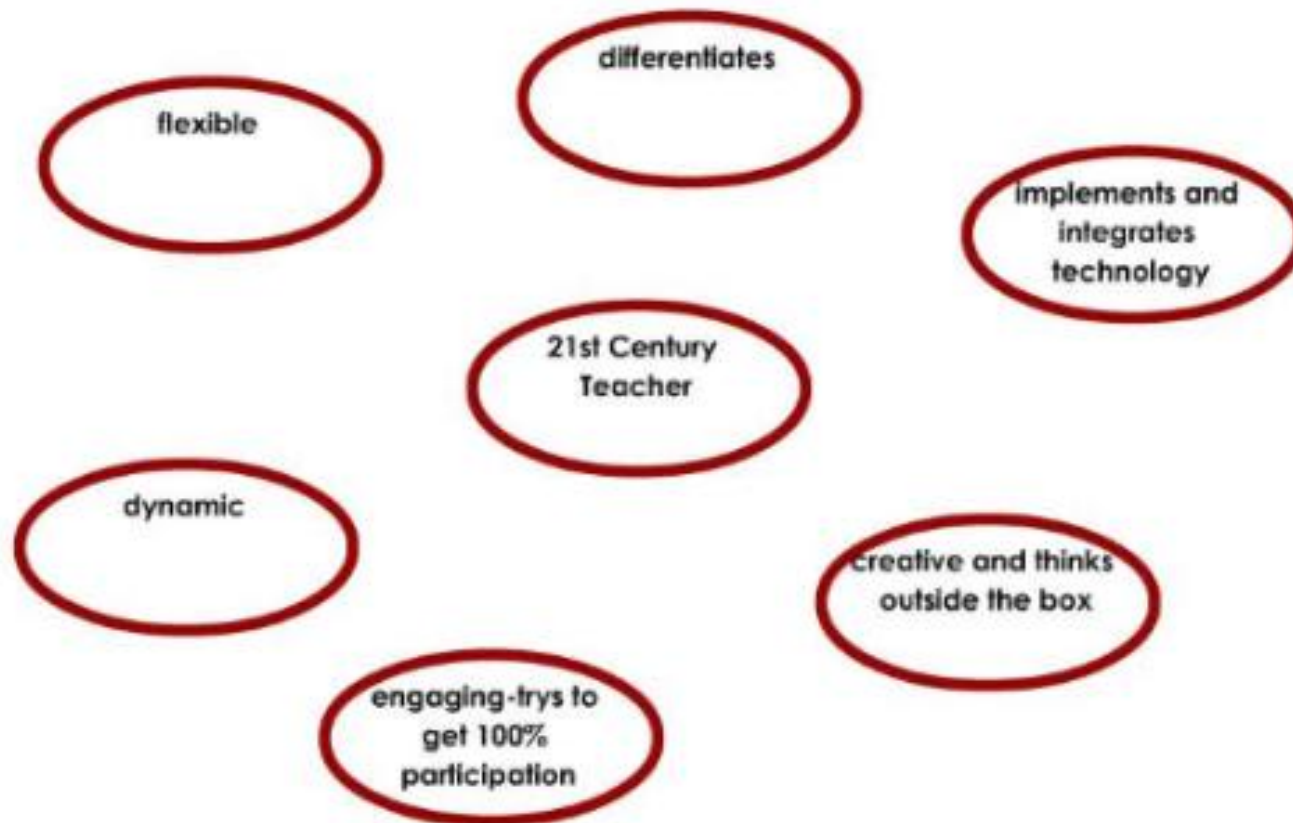 differentiates
flexible
implements and
integrates
technology
21st Century
Teacher
dynamic
creative and thinks
outside the box
engaging-trys to
get 100%
participation